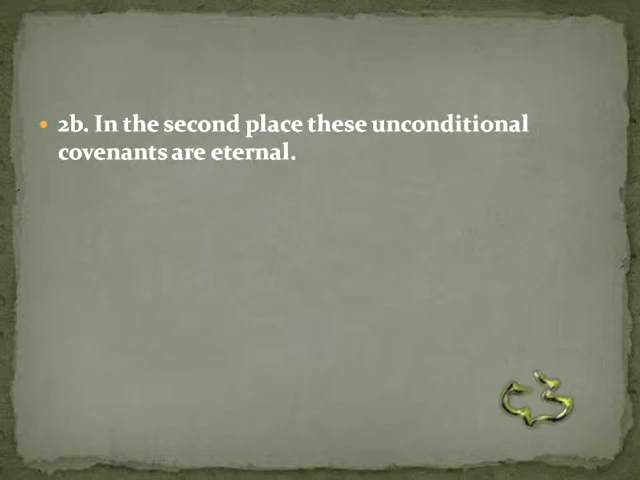 2b. In the second place these unconditional
covenants are eternal.